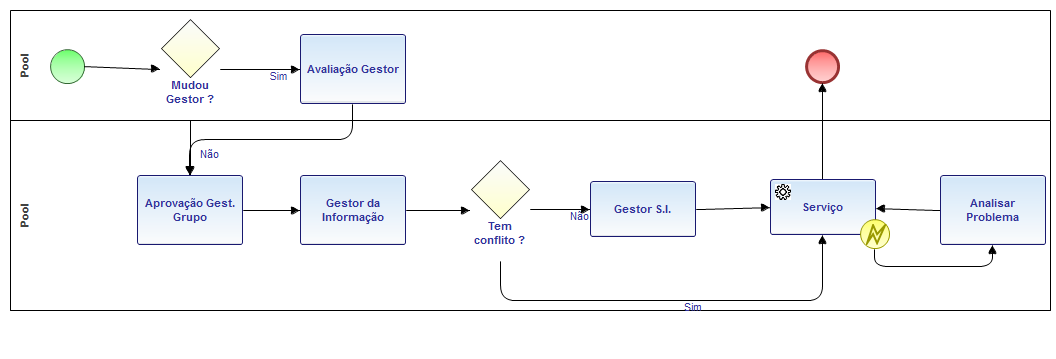 Pool
Mudou
Gestor ?
Sim
Avaliação Gestor
Pool
Não
Aprovação Gest.
Grupo
Gestor da
Informação
Tem
conflito ?
Não
Gestor S.I.
Serviço
Analisar
Problema
Sim